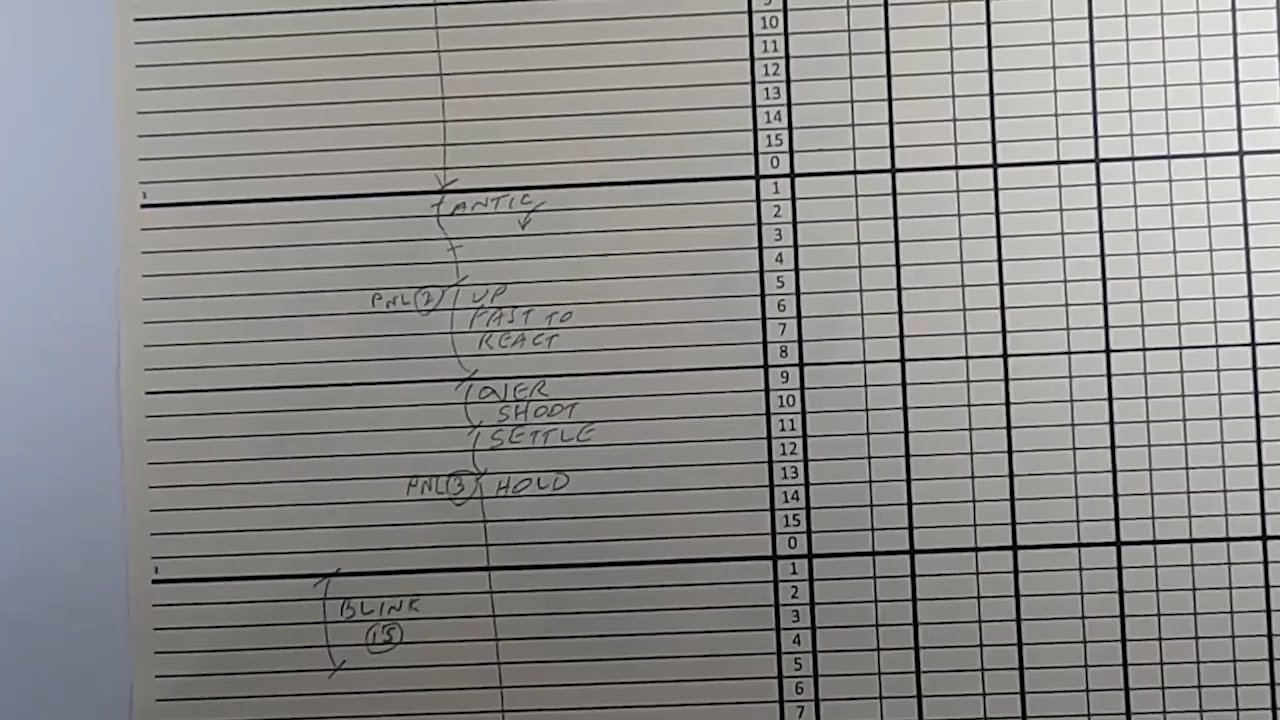 10
11
12
13
14
15
0
1
ANTIC 2
3
4
5
PNL 2 UP 6
FAST TO 7
REACT 8
9
OVER 10
SHOOT 11
SETTLE 12
13
PNL 3 HOLD 14
15
0
1
2
BLINK 3
15 4
5
6
7